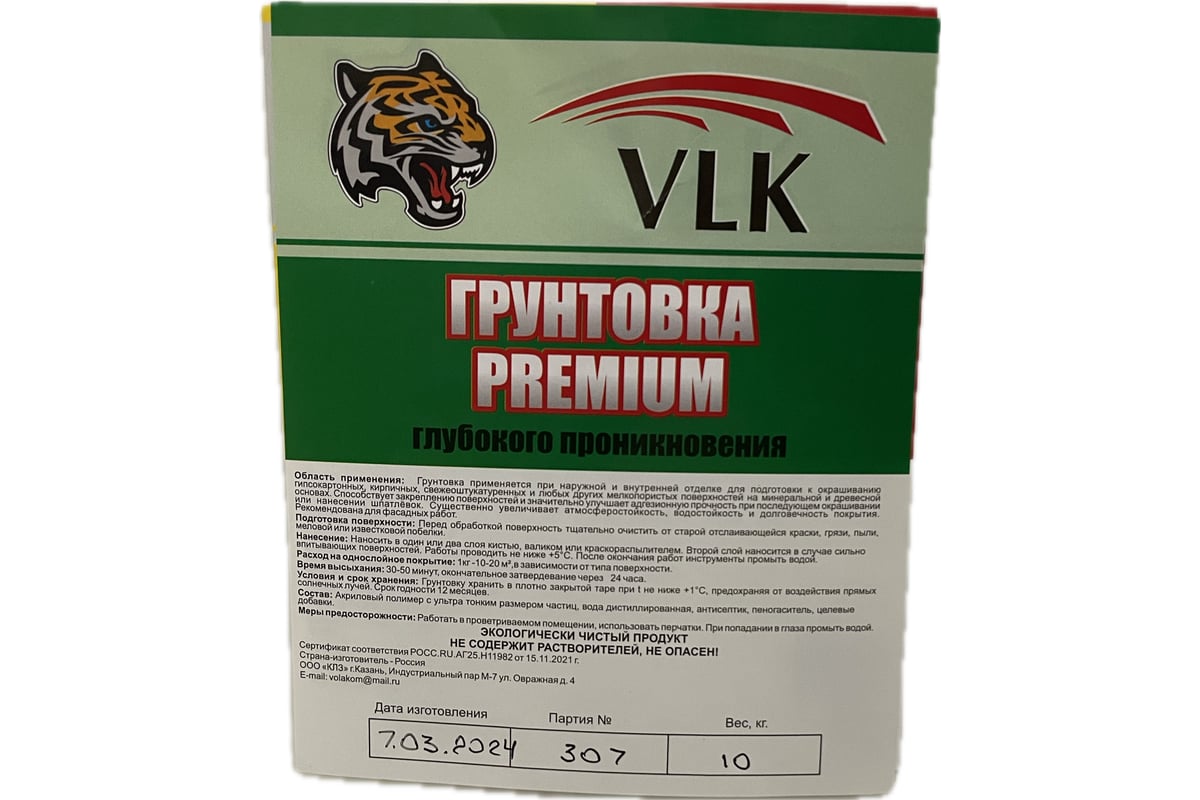 VLK
ГРУНТОВКА
PREMIUM
глубокого проникновения
Область применения: Грунтовка применяется при наружной и внутренней отделке для подготовки к окрашиванию
гипсокартонных, кирпичных, свежеоштукатуренных и любых других мелкопористых поверхностей на минеральной и древесной
основах. Способствует закреплению поверхностей и значительно улучшает адгезионную прочность при последующем окрашивании
или нанесении шпатлёвок. Существенно увеличивает атмосферостойкость, водостойкость и долговечность покрытия.
Рекомендована для фасадных работ.
Подготовка поверхности: Перед обработкой поверхность тщательно очистить от старой отслаивающейся краски, грязи, пыли,
меловой или известковой побелки.
Нанесение: Наносить в один или два слоя кистью, валиком или краскораспылителем. Второй слой наносится в случае сильно
впитывающих поверхностей. Работы проводить не ниже +5°С. После окончания работ инструменты промыть водой.
Расход на однослойное покрытие: 1кг -10-20 м²,в зависимости от типа поверхности.
Время высыхания: 30-50 минут, окончательное затвердевание через 24 часа.
Условия и срок хранения: Грунтовку хранить в плотно закрытой таре при t не ниже +1°С, предохраняя от воздействия прямых
солнечных лучей. Срок годности 12 месяцев.
Состав: Акриловый полимер с ультра тонким размером частиц, вода дистиллированная, антисептик, пеногаситель, целевые
добавки.
Меры предосторожности: Работать в проветриваемом помещении, использовать перчатки. При попадании в глаза промыть водой.
ЭКОЛОГИЧЕСКИ ЧИСТЫЙ ПРОДУКТ
НЕ СОДЕРЖИТ РАСТВОРИТЕЛЕЙ, НЕ ОПАСЕН!
Сертификат соответствия РОСС.RU.АГ25.Н11982 от 15.11.2021 г.
Страна-изготовитель - Россия
ООО «КЛЗ» г.Казань, Индустриальный пар М-7 ул. Овражная д. 4
E-mail: volakom@mail.ru
Дата изготовления Партия № Вес, кг.
7.03.2024 307 10